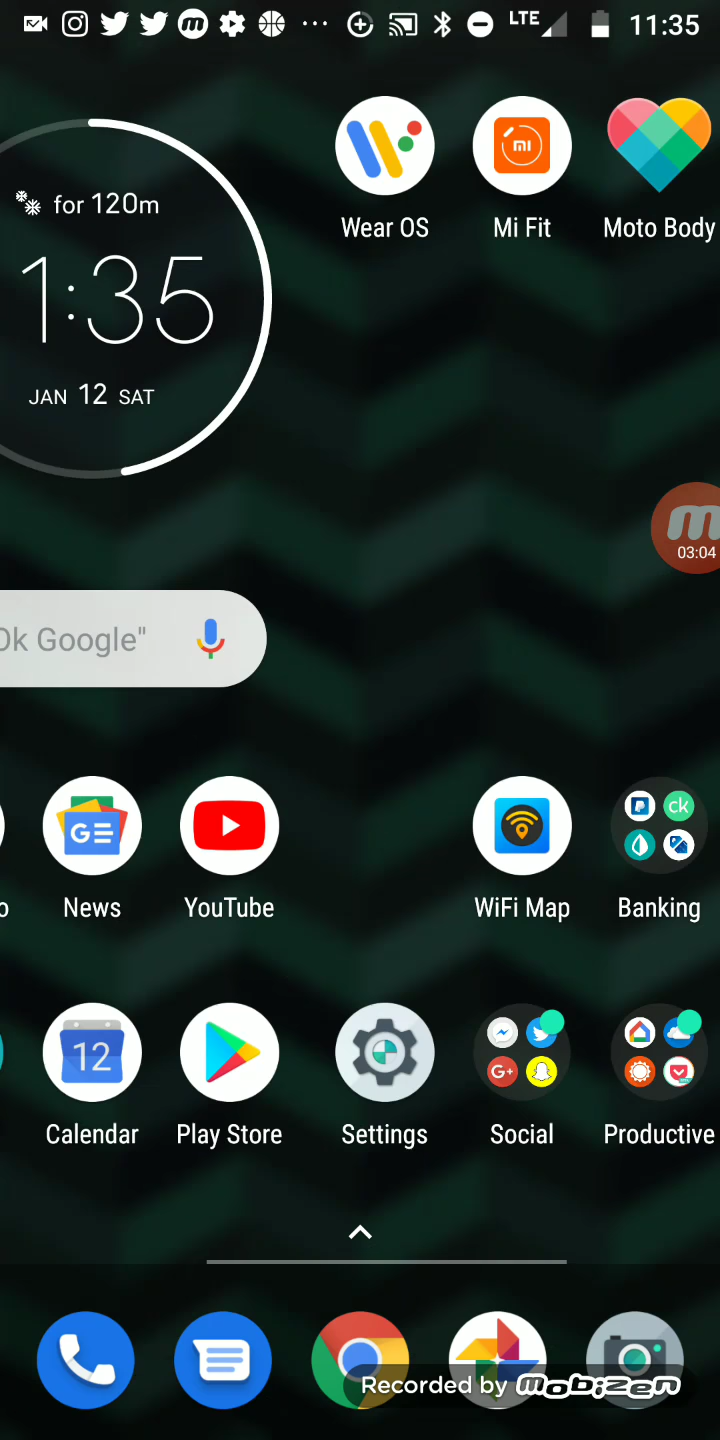 LTE 11:35
for 120m
1:35
JAN 12 SAT
Wear OS
Mi Fit
Moto Body
03:04
Ok Google"
News
YouTube
WiFi Map
Banking
ck
12
G+
Calendar
Play Store
Settings
Social
Productive
Recorded by mobizen